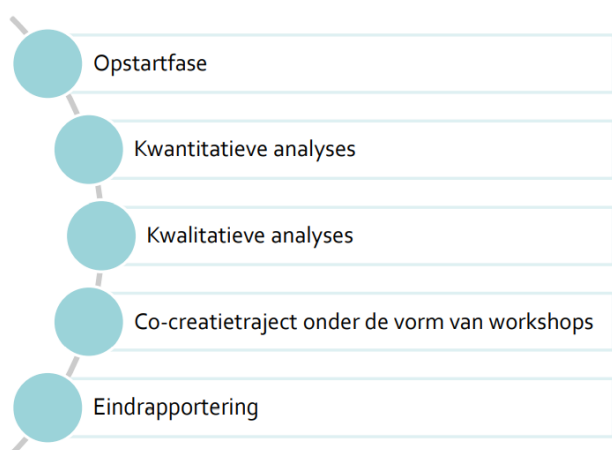 Opstartfase
Kwantitatieve analyses
Kwalitatieve analyses
Co-creatietraject onder de vorm van workshops
Eindrapportering